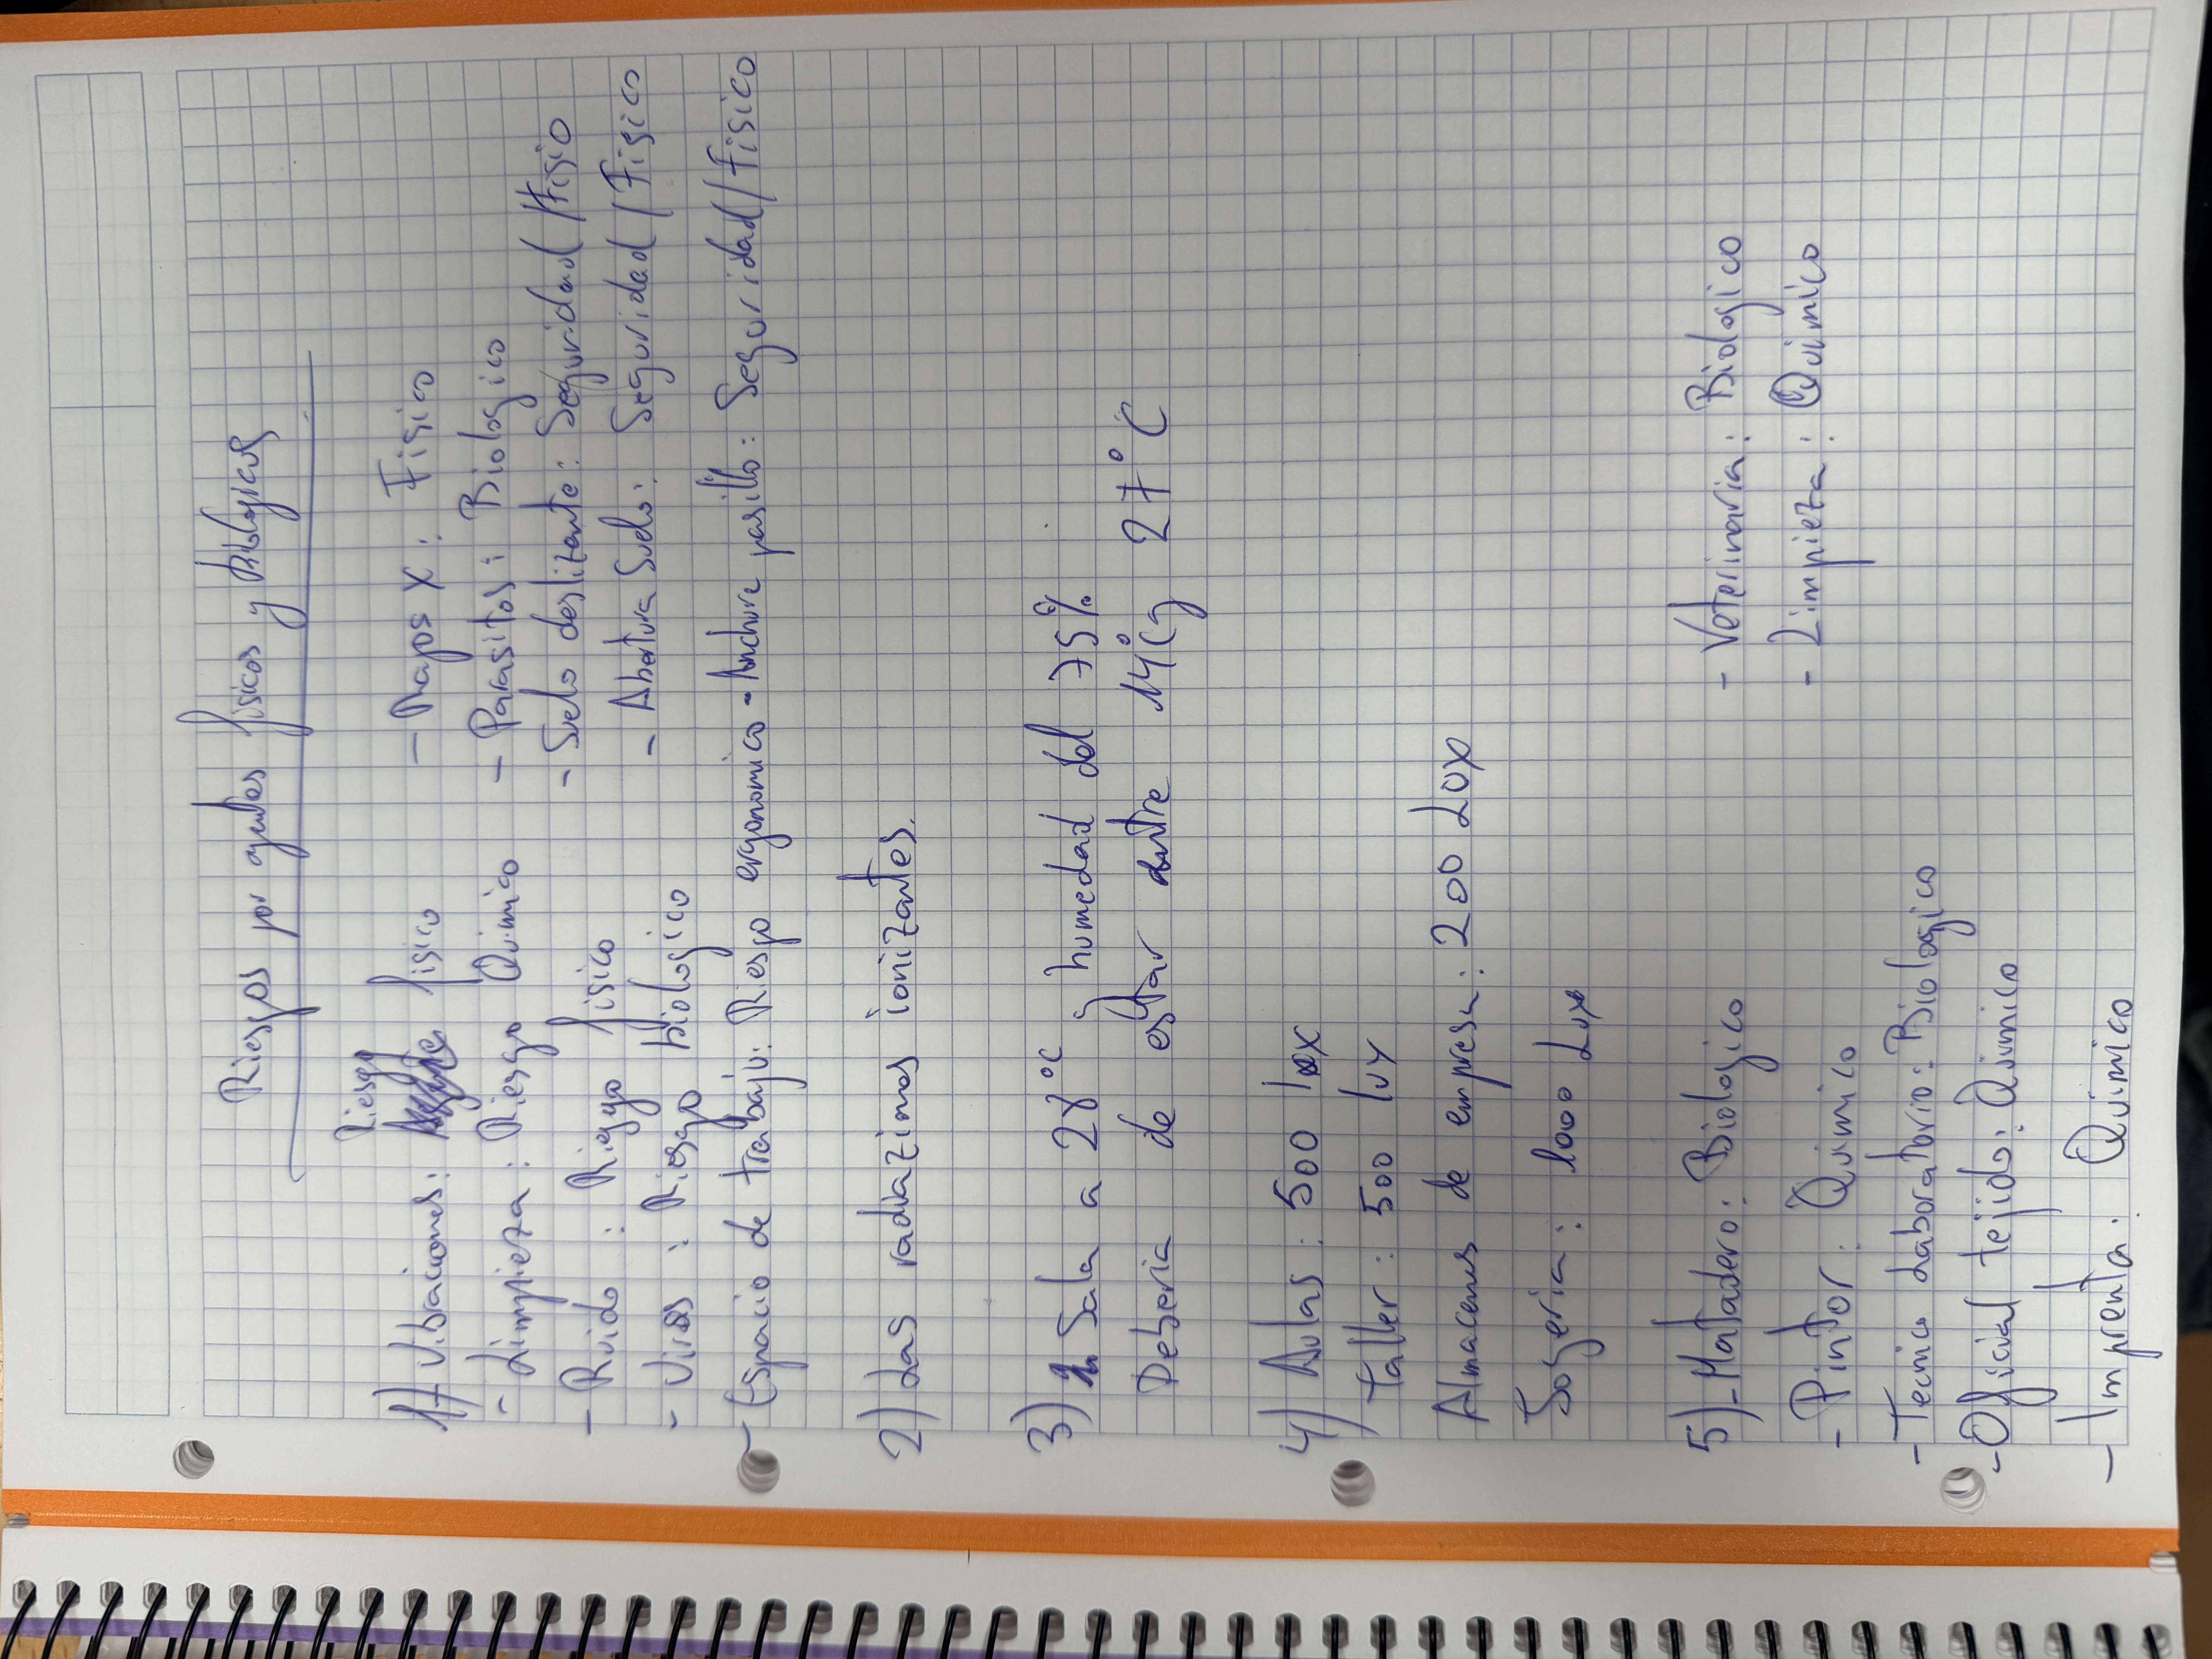 Riesgos por agentes fisicos y biologicos
Riesgo
1)- Vibraciones: fisico
- Limpieza: Riesgo Quimico
- Ruido : Riesgo fisico
- Virus : Riesgo biologico
- Espacio de trabajo: Riesgo ergonomico
- Rayos X : Fisico
- Parasitos : Biologico
- Suelo deslizante: Seguridad / Fisio
- Abertura Suelo: Seguridad / Fisico
- Anchura pasillo: Seguridad/Fisico
2) Las radiaziones ionizantes.
3) Sala a 28°C y humedad del 75%
Deberia de estar entre 14°C y 27°C
4) Aulas: 500 lux
Taller: 500 lux
Almacenes de empresa: 200 Lux
Joyeria: 1000 Lux
5)- Matadero: Biologico
- Pintor: Quimico
- Tecnico Laboratorio: Biologico
- Oficial tejido: Quimico
- Imprenta: Quimico
- Veterinaria: Biologico
- Limpieza: Quimico